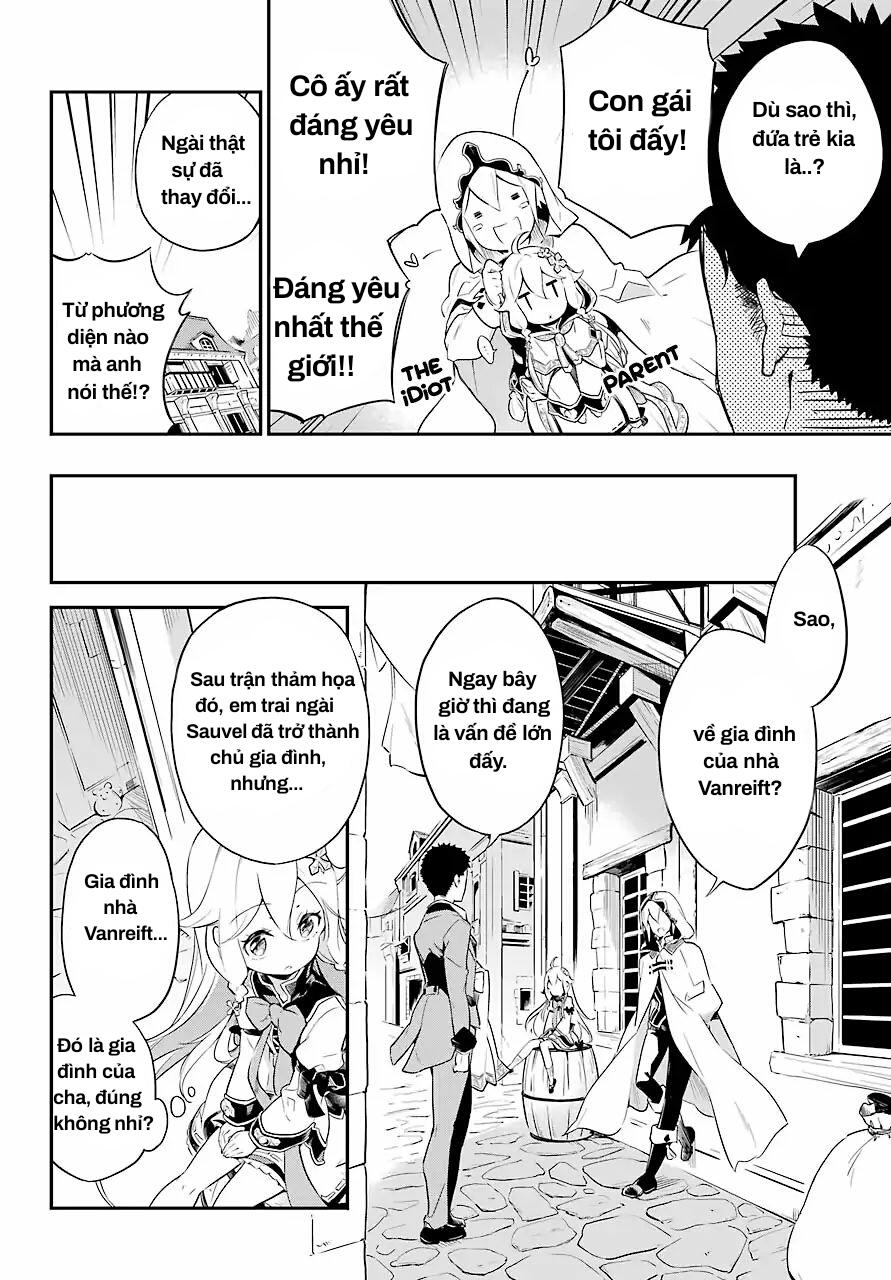 Dù sao thì,
đứa trẻ kia
là..?
Con gái
tôi đấy!
Cô ấy rất
đáng yêu
nhỉ!
Đáng yêu
nhất thế
giới!!
THE
iDiOT
PARENT
Ngài thật
sự đã
thay đổi...
Từ phương
diện nào
mà anh
nói thế!?
Sao,
về gia đình
của nhà
Vanreift?
Ngay bây
giờ thì đang
là vấn đề lớn
đấy.
Sau trận thảm họa
đó, em trai ngài
Sauvel đã trở thành
chủ gia đình,
nhưng...
Gia đình
nhà
Vanreift...
Đó là gia
đình của
cha, đúng
không nhỉ?